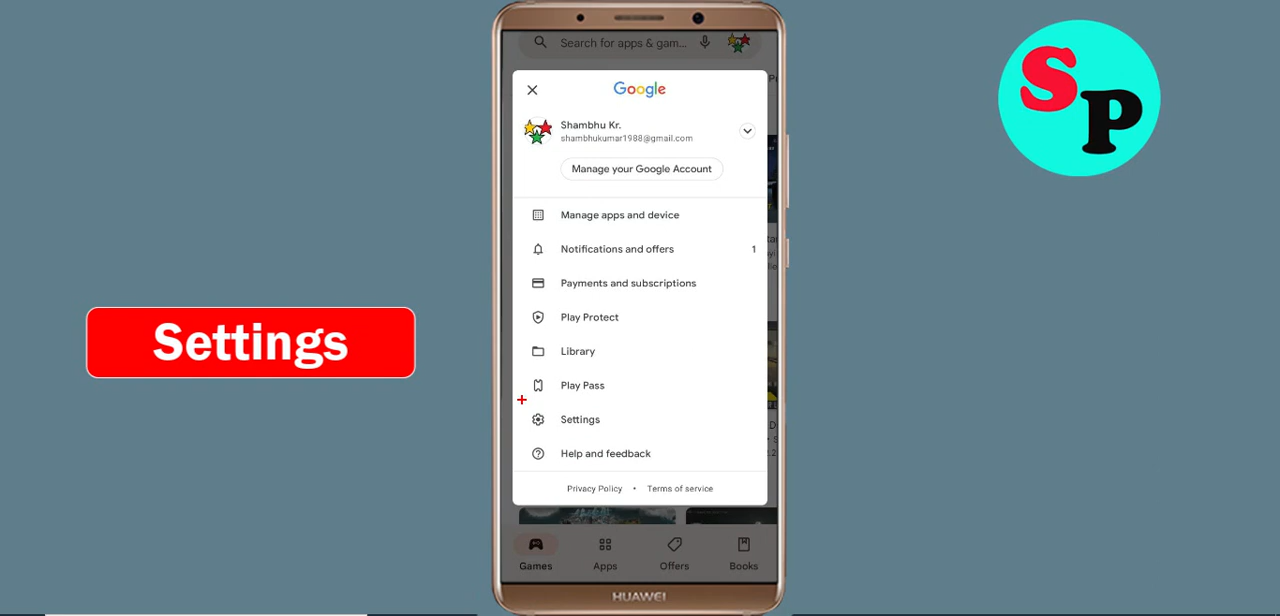 Search for apps & gam...
Google
Shambhu Kr.
shambhukumar1988@gmail.com
Manage your Google Account
Manage apps and device
Notifications and offers 1
Payments and subscriptions
Play Protect
Library
Play Pass
Settings
Help and feedback
Privacy Policy • Terms of service
Games Apps Offers Books
HUAWEI
Settings
SP